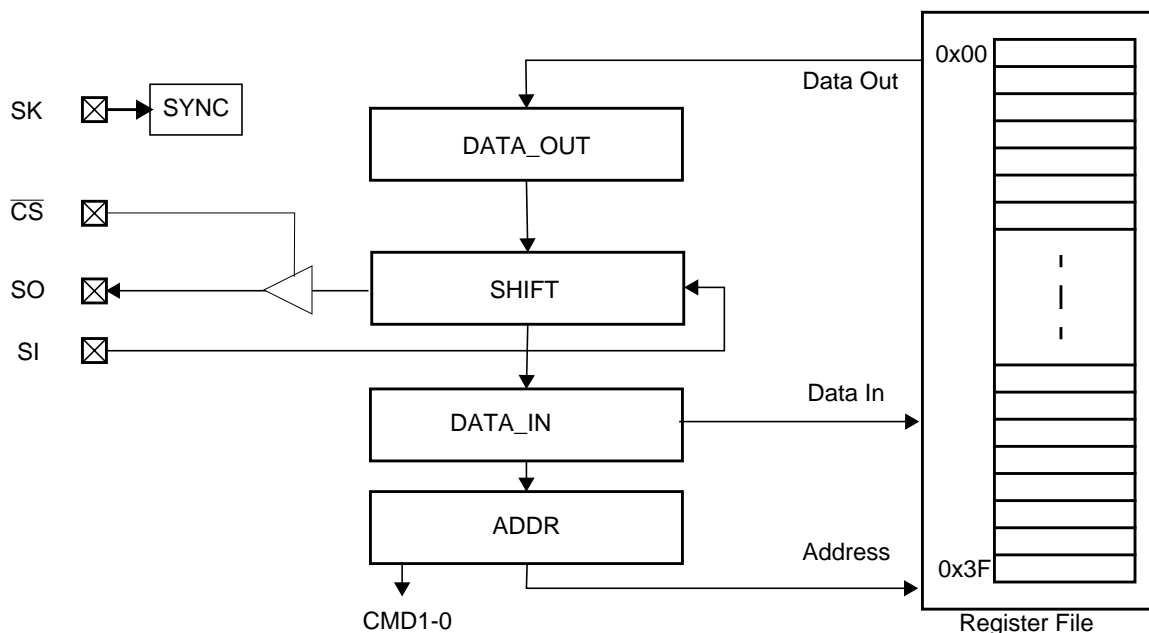 0x00
Data Out
SK
SYNC
DATA_OUT
C̅S̅
SO
SHIFT
SI
Data In
DATA_IN
ADDR
Address
0x3F
CMD1-0
Register File